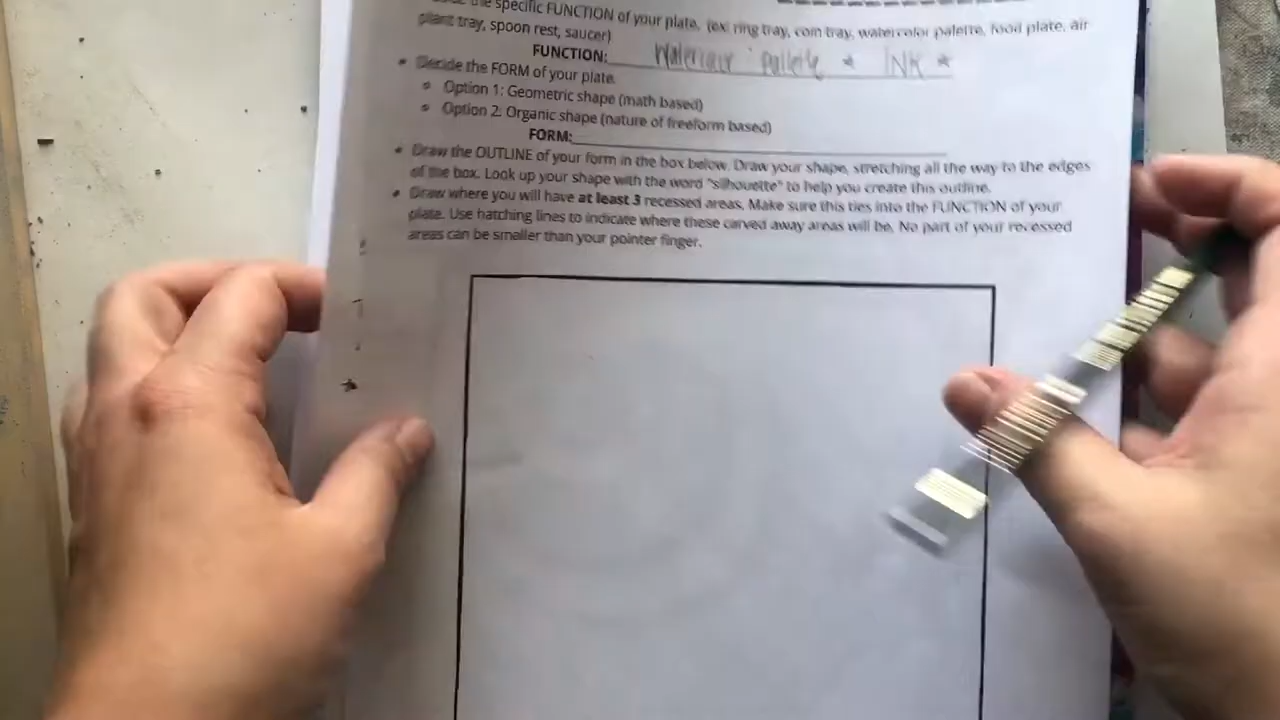 the specific FUNCTION of your plate. (ex: ring tray, coin tray, watercolor palette, food plate, air
plant tray, spoon rest, saucer)
FUNCTION: Watercolor pallette * INK *
Decide the FORM of your plate.
Option 1: Geometric shape (math based)
Option 2: Organic shape (nature of freeform based)
FORM:
Draw the OUTLINE of your form in the box below. Draw your shape, stretching all the way to the edges
of the box. Look up your shape with the word "silhouette" to help you create this outline.
Draw where you will have at least 3 recessed areas. Make sure this ties into the FUNCTION of your
plate. Use hatching lines to indicate where these carved away areas will be. No part of your recessed
areas can be smaller than your pointer finger.